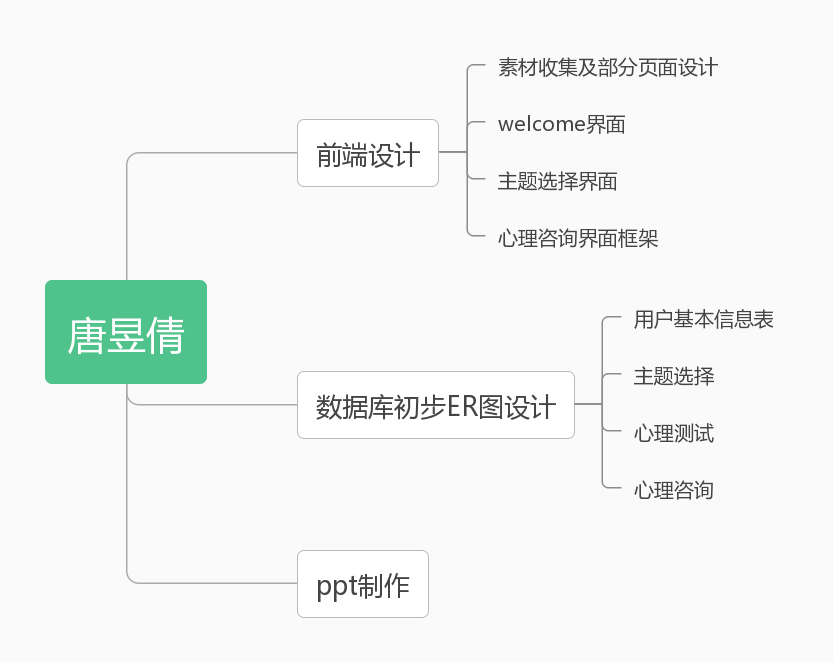 唐昱倩
前端设计
素材收集及部分页面设计
welcome界面
主题选择界面
心理咨询界面框架
数据库初步ER图设计
用户基本信息表
主题选择
心理测试
心理咨询
ppt制作